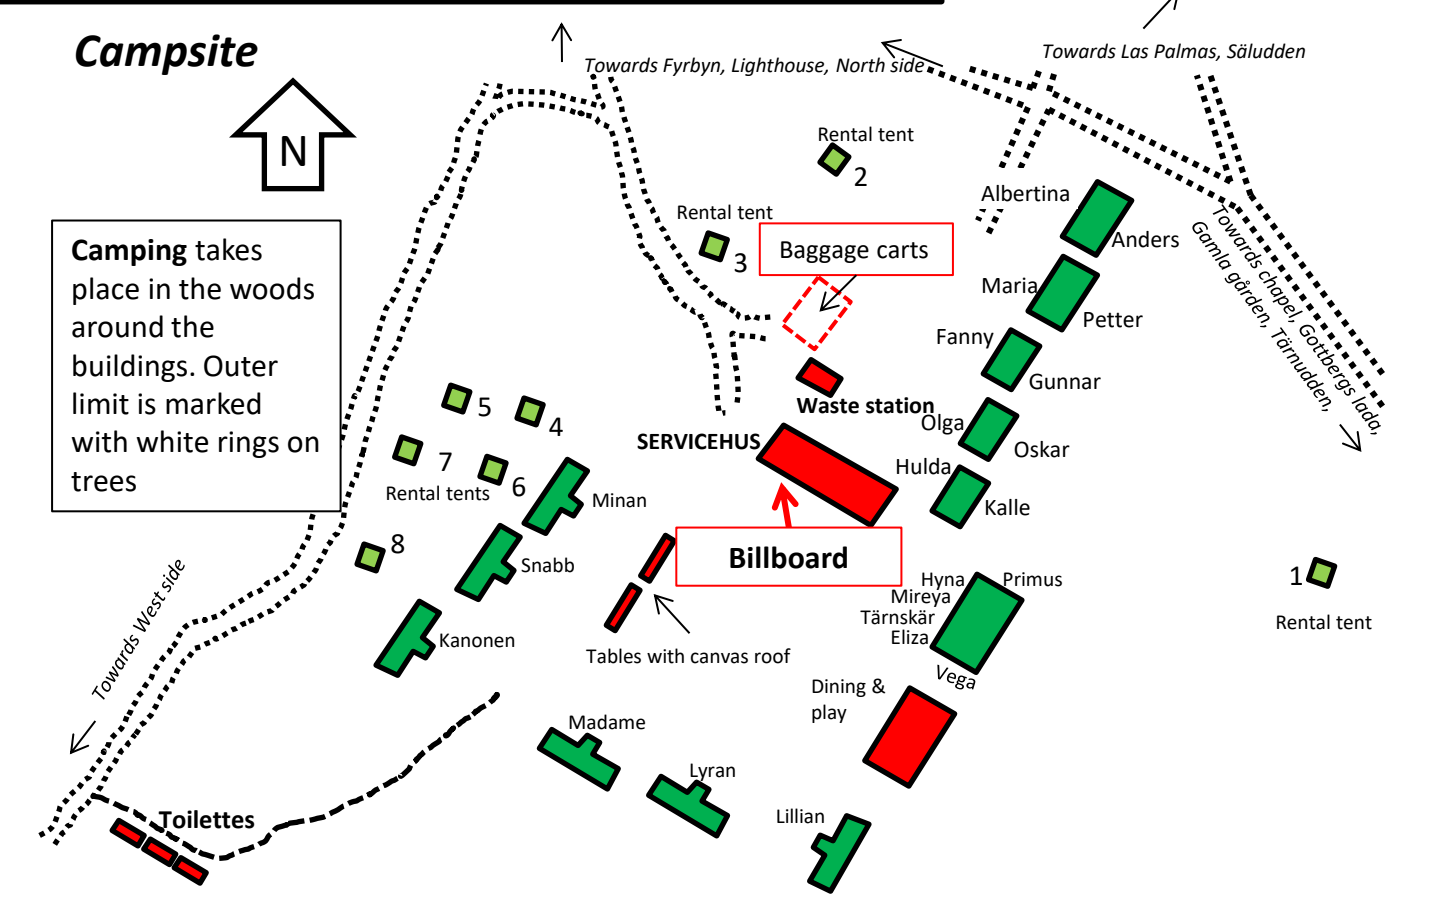 Campsite
N
Towards Fyrbyn, Lighthouse, North side
Towards Las Palmas, Säludden
Camping takes
place in the woods
around the
buildings. Outer
limit is marked
with white rings on
trees
Rental tent
2
Rental tent
3
Baggage carts
Albertina
Anders
Maria
Petter
Fanny
Gunnar
Olga
Oskar
Hulda
Kalle
Towards chapel, Gottbergs lada,
Gamla gården, Tärnudden,
Waste station
SERVICEHUS
Billboard
5
4
7
6
Rental tents
8
Minan
Snabb
Kanonen
Towards West side
Tables with canvas roof
Hyna
Primus
Mireya
Tärnskär
Eliza
Vega
1
Rental tent
Dining &
play
Madame
Lyran
Lillian
Toilettes